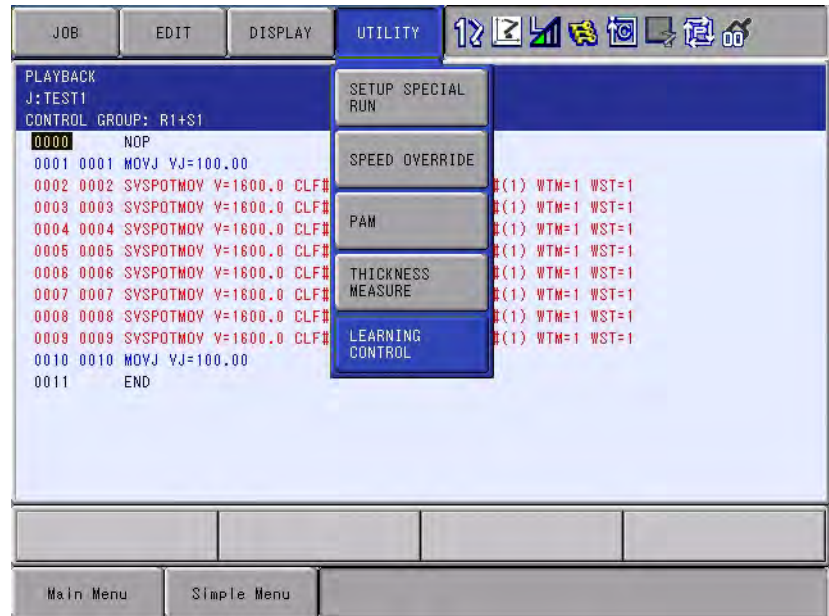 JOB EDIT DISPLAY UTILITY
PLAYBACK
J:TEST1
CONTROL GROUP: R1+S1
0000 NOP
0001 0001 MOVJ VJ=100.00
0002 0002 SVSPOTMOV V=1600.0 CLF# #(1) WTM=1 WST=1
0003 0003 SVSPOTMOV V=1600.0 CLF# #(1) WTM=1 WST=1
0004 0004 SVSPOTMOV V=1600.0 CLF# #(1) WTM=1 WST=1
0005 0005 SVSPOTMOV V=1600.0 CLF# #(1) WTM=1 WST=1
0006 0006 SVSPOTMOV V=1600.0 CLF# #(1) WTM=1 WST=1
0007 0007 SVSPOTMOV V=1600.0 CLF# #(1) WTM=1 WST=1
0008 0008 SVSPOTMOV V=1600.0 CLF# #(1) WTM=1 WST=1
0009 0009 SVSPOTMOV V=1600.0 CLF# #(1) WTM=1 WST=1
0010 0010 MOVJ VJ=100.00
0011 END
SETUP SPECIAL
RUN
SPEED OVERRIDE
PAM
THICKNESS
MEASURE
LEARNING
CONTROL
Main Menu Simple Menu